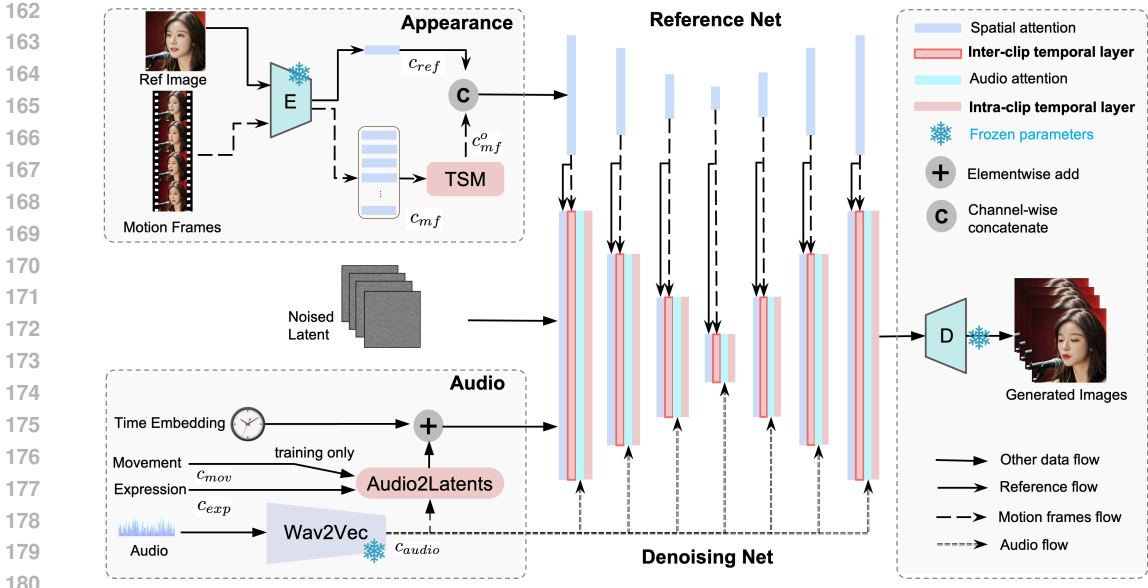 162
163
164
165
166
167
168
169
170
171
172
173
174
175
176
177
178
179
180
Appearance
Ref Image
Motion Frames
E
c_ref
C
c^o_mf
TSM
⋮
c_mf
Noised
Latent
Audio
Time Embedding
+
training only
Movement
c_mov
Audio2Latents
Expression
c_exp
Wav2Vec
Audio
c_audio
Reference Net
Denoising Net
Spatial attention
Inter-clip temporal layer
Audio attention
Intra-clip temporal layer
Frozen parameters
+ Elementwise add
C Channel-wise
concatenate
D
Generated Images
Other data flow
Reference flow
Motion frames flow
Audio flow